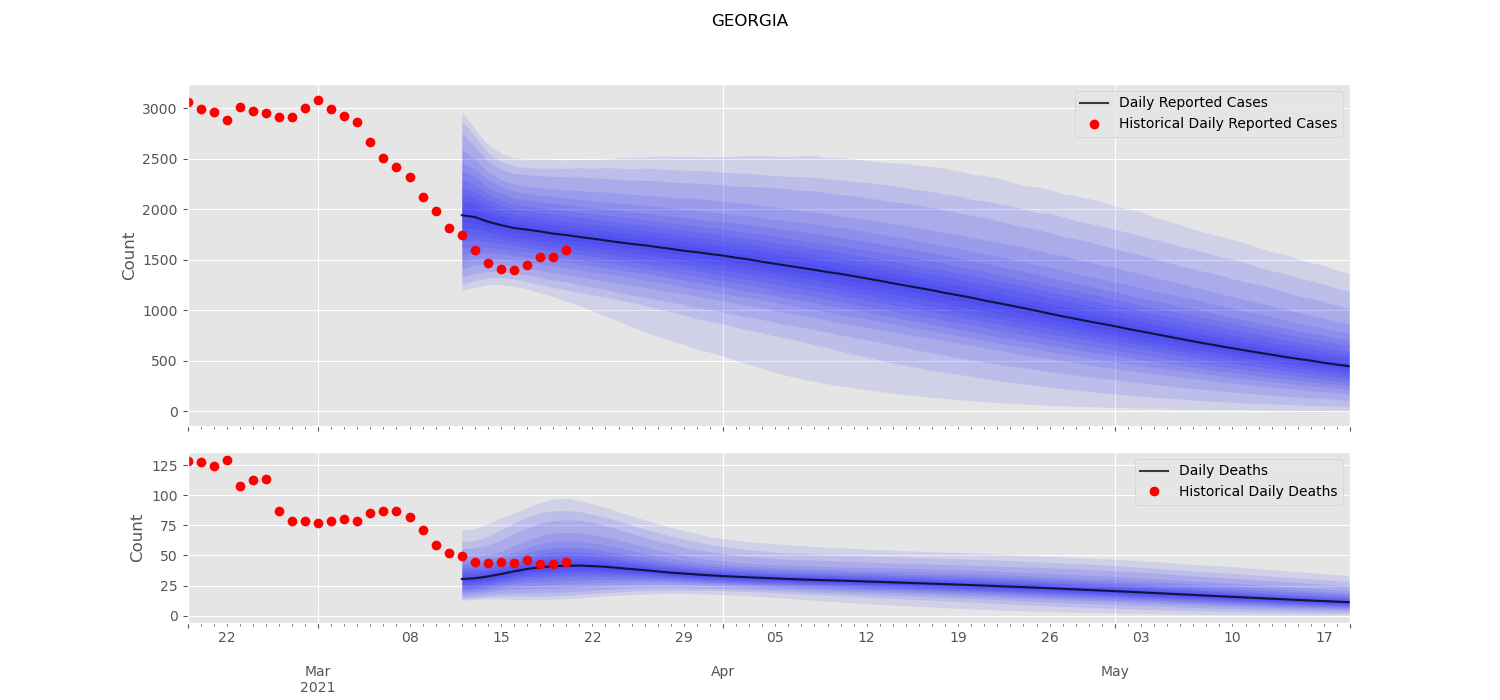 GEORGIA
Daily Reported Cases
Historical Daily Reported Cases
3000
2500
2000
1500
1000
500
0
Count
Daily Deaths
Historical Daily Deaths
125
100
75
50
25
0
Count
22 08 15 22 29 05 12 19 26 03 10 17
Mar Apr May
2021